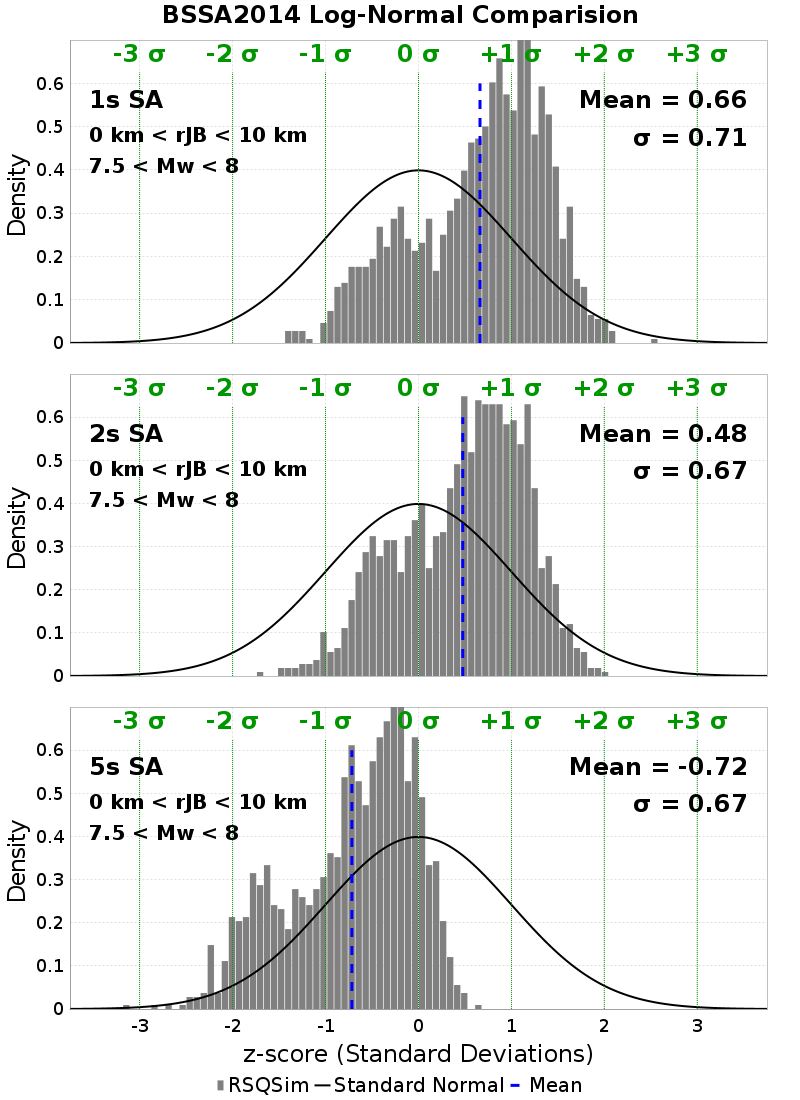 BSSA2014 Log-Normal Comparision
-3 σ -2 σ -1 σ 0 σ +1 σ +2 σ +3 σ
0.6
1s SA
Mean = 0.66
0.5
0 km < rJB < 10 km
σ = 0.71
7.5 < Mw < 8
0.4
0.3
0.2
0.1
0
Density
-3 σ -2 σ -1 σ 0 σ +1 σ +2 σ +3 σ
0.6
2s SA
Mean = 0.48
0.5
0 km < rJB < 10 km
σ = 0.67
7.5 < Mw < 8
0.4
0.3
0.2
0.1
0
Density
-3 σ -2 σ -1 σ 0 σ +1 σ +2 σ +3 σ
0.6
5s SA
Mean = -0.72
0.5
0 km < rJB < 10 km
σ = 0.67
7.5 < Mw < 8
0.4
0.3
0.2
0.1
0
Density
-3 -2 -1 0 1 2 3
z-score (Standard Deviations)
RSQSim Standard Normal Mean